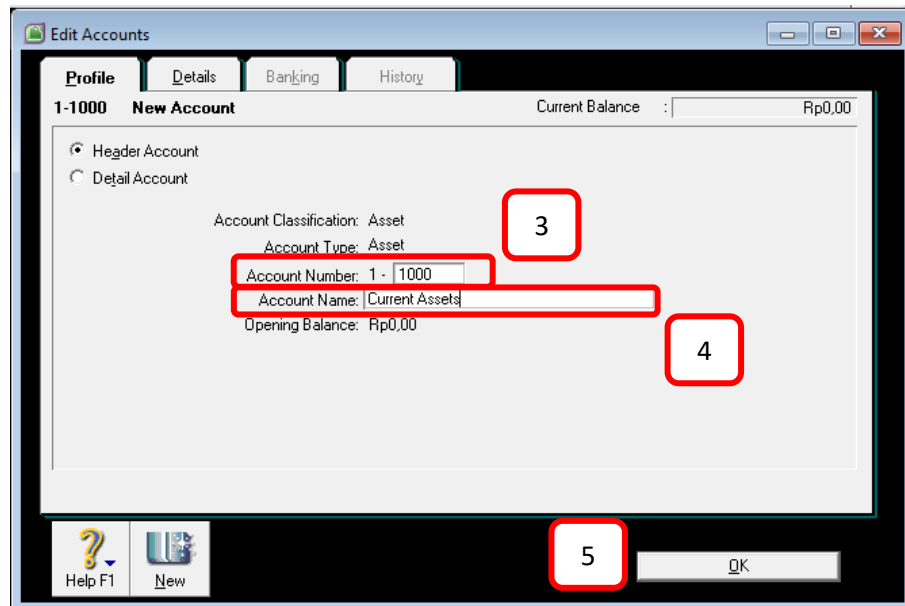 Edit Accounts
Profile Details Banking History
1-1000 New Account Current Balance : Rp0,00
Header Account
Detail Account
3
Account Classification: Asset
Account Type: Asset
Account Number: 1 - 1000
Account Name: Current Assets
Opening Balance: Rp0,00
4
5
OK
Help F1 New